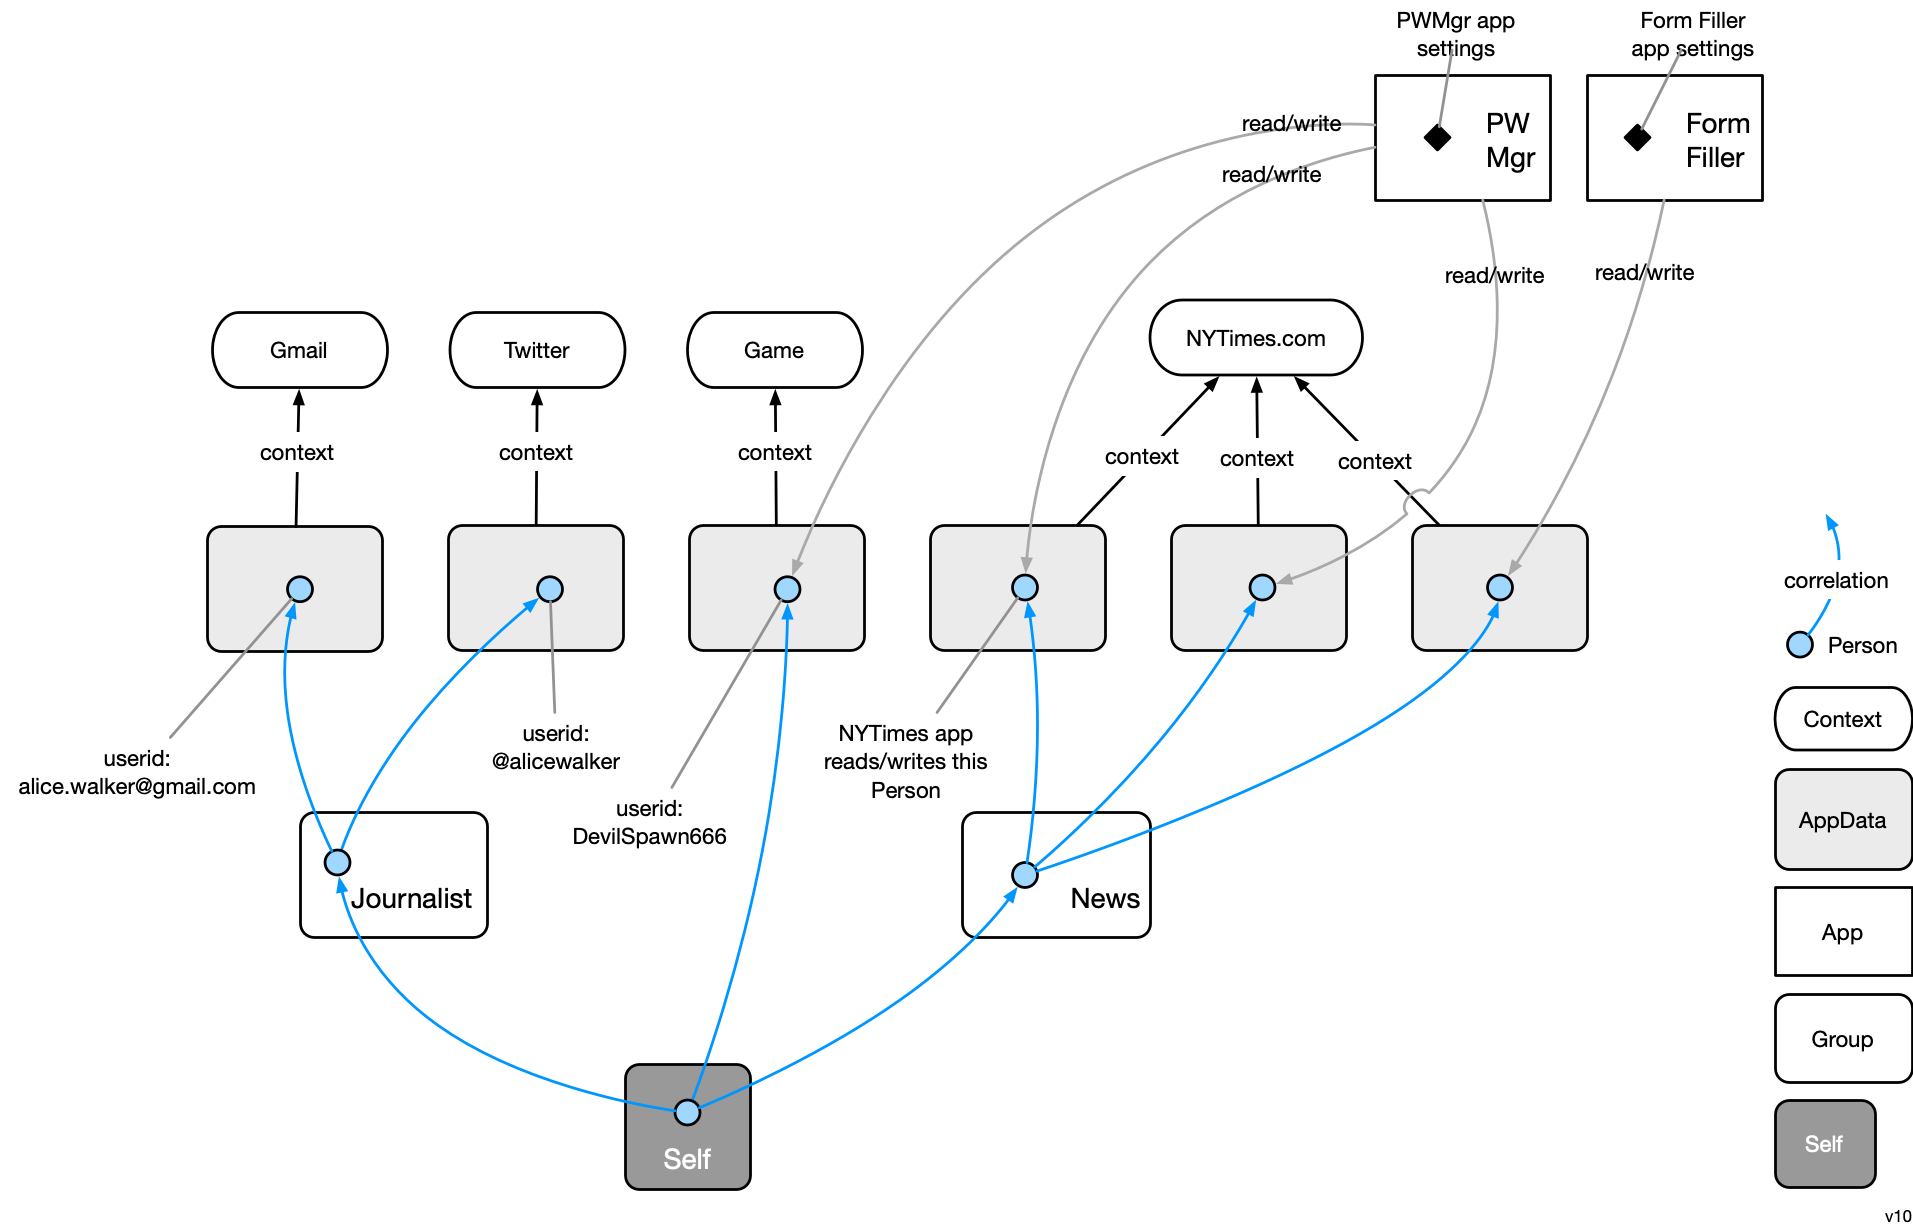 PWMgr app
settings
Form Filler
app settings
PW
Mgr
Form
Filler
read/write
read/write
read/write
read/write
Gmail
Twitter
Game
NYTimes.com
context
context
context
context
context
context
correlation
Person
Context
AppData
App
Group
Self
userid:
alice.walker@gmail.com
userid:
@alicewalker
userid:
DevilSpawn666
NYTimes app
reads/writes this
Person
Journalist
News
Self
v10